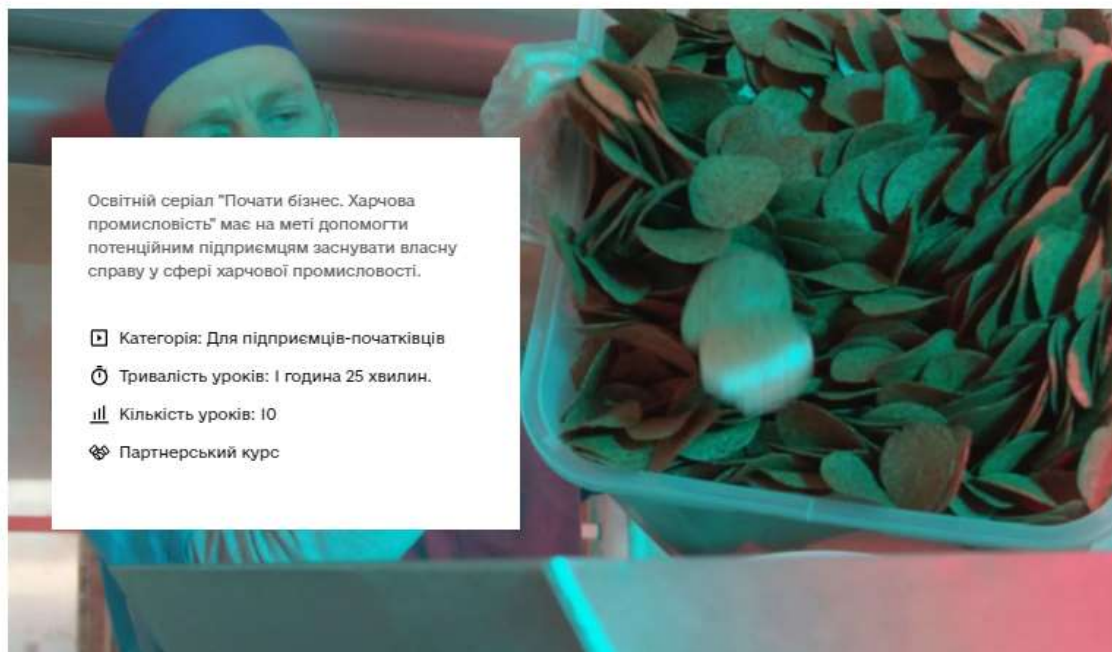 Освітній серіал "Почати бізнес. Харчова
промисловість" має на меті допомогти
потенційним підприємцям заснувати власну
справу у сфері харчової промисловості.
Категорія: Для підприємців-початківців
Тривалість уроків: 1 година 25 хвилин.
Кількість уроків: 10
Партнерський курс